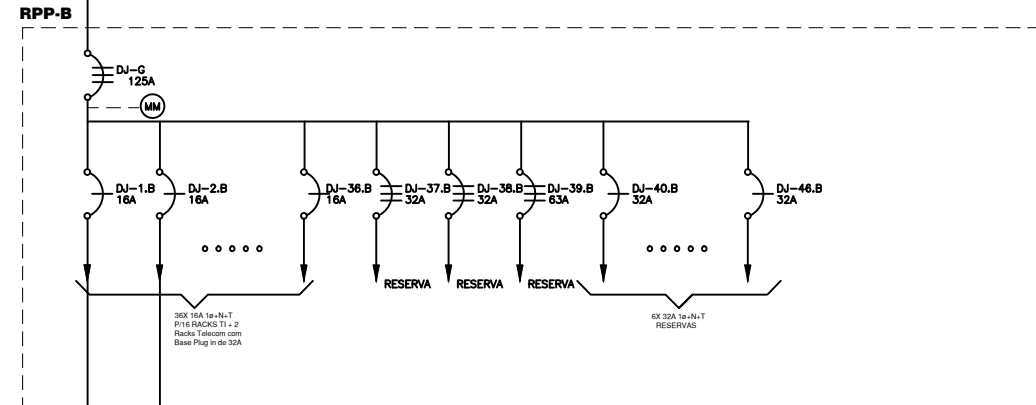 RPP-B
DJ-G
125A
MM
DJ-1.B
16A
DJ-2.B
16A
DJ-36.B
16A
DJ-37.B
32A
DJ-38.B
32A
DJ-39.B
63A
DJ-40.B
32A
DJ-46.B
32A
RESERVA
RESERVA
RESERVA
36X 16A 1ø+N+T
P/16 RACKS TI + 2
Racks Telecom com
Base Plug in de 32A
6X 32A 1ø+N+T
RESERVAS